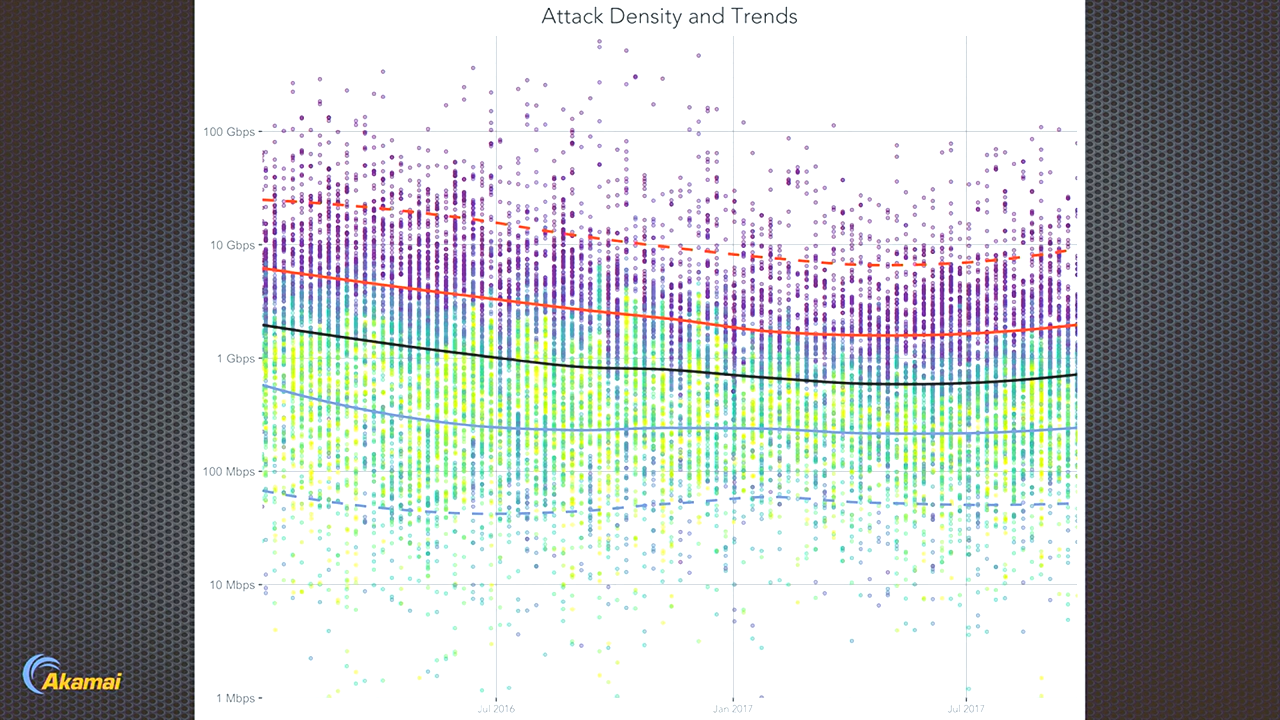 Attack Density and Trends
100 Gbps
10 Gbps
1 Gbps
100 Mbps
10 Mbps
1 Mbps
Jul 2016
Jan 2017
Jul 2017
Akamai